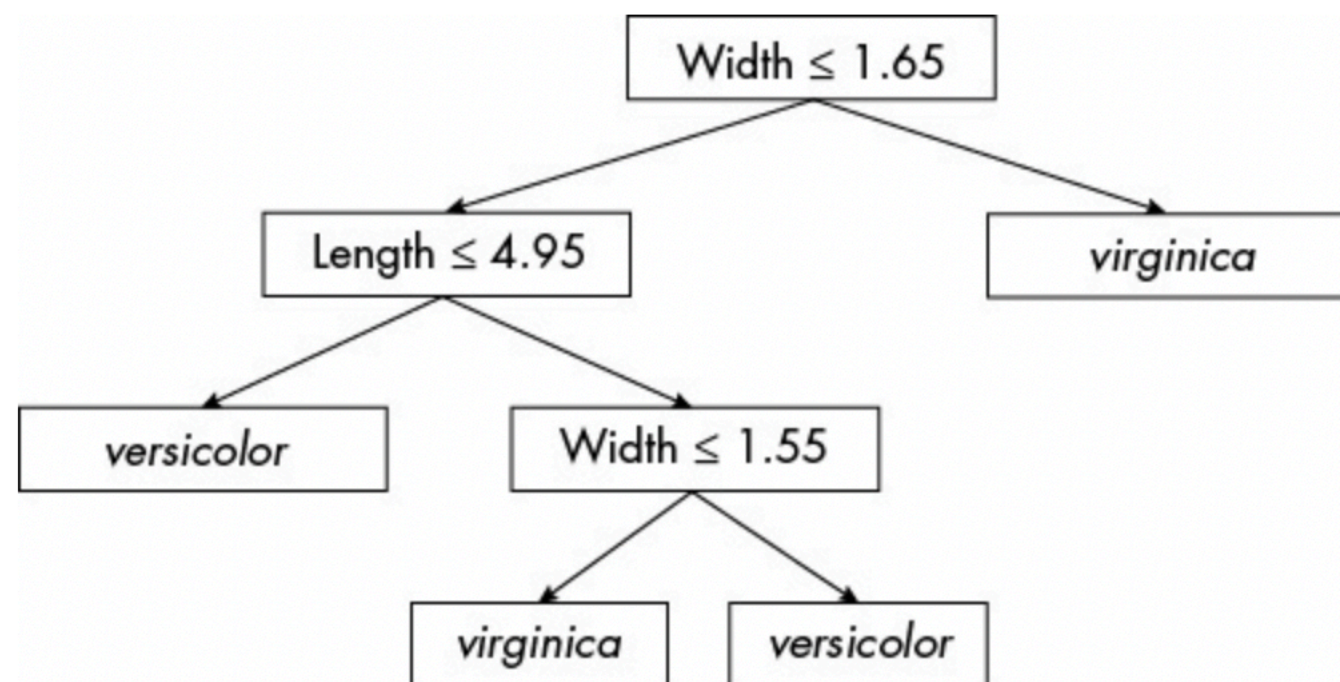 Width ≤ 1.65
Length ≤ 4.95
virginica
versicolor
Width ≤ 1.55
virginica
versicolor